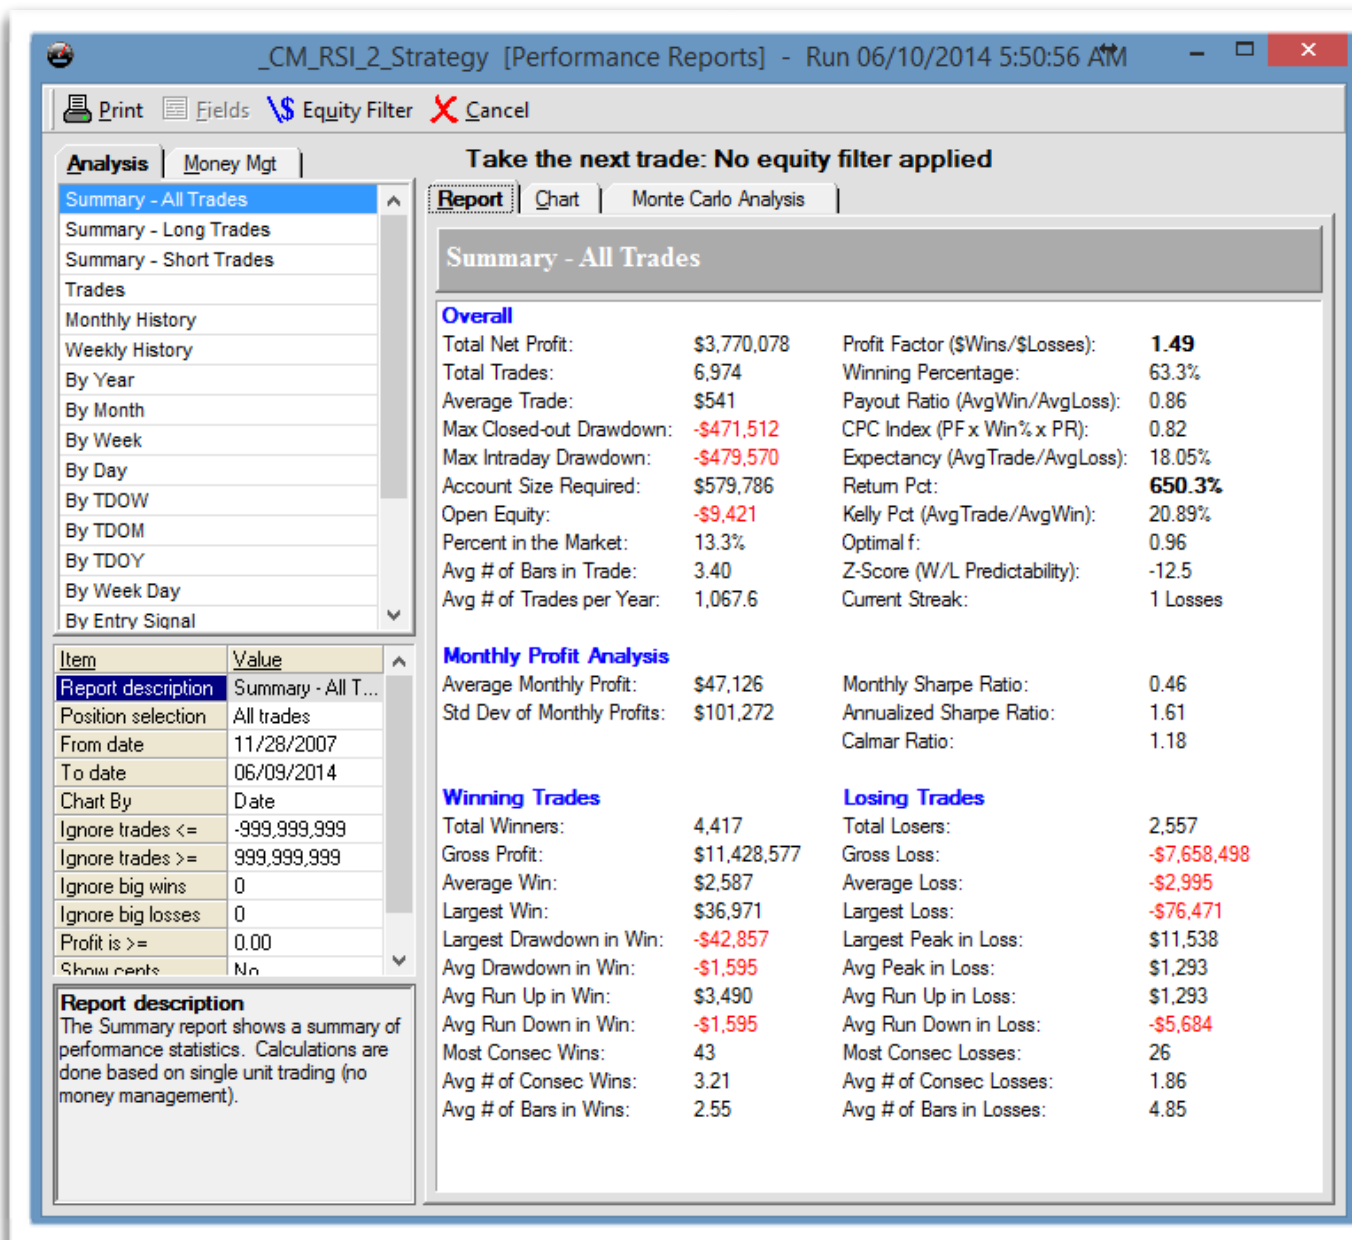 _CM_RSI_2_Strategy [Performance Reports] - Run 06/10/2014 5:50:56 AM
Print Fields \$ Equity Filter Cancel
Analysis Money Mgt
Take the next trade: No equity filter applied
Report Chart Monte Carlo Analysis
Summary - All Trades
Summary - Long Trades
Summary - Short Trades
Trades
Monthly History
Weekly History
By Year
By Month
By Week
By Day
By TDOW
By TDOM
By TDOY
By Week Day
By Entry Signal
Item Value
Report description Summary - All T...
Position selection All trades
From date 11/28/2007
To date 06/09/2014
Chart By Date
Ignore trades <= -999,999,999
Ignore trades >= 999,999,999
Ignore big wins 0
Ignore big losses 0
Profit is >= 0.00
Show cents No
Report description
The Summary report shows a summary of
performance statistics. Calculations are
done based on single unit trading (no
money management).
Summary - All Trades
Overall
Total Net Profit: $3,770,078 Profit Factor ($Wins/$Losses): 1.49
Total Trades: 6,974 Winning Percentage: 63.3%
Average Trade: $541 Payout Ratio (AvgWin/AvgLoss): 0.86
Max Closed-out Drawdown: -$471,512 CPC Index (PF x Win% x PR): 0.82
Max Intraday Drawdown: -$479,570 Expectancy (AvgTrade/AvgLoss): 18.05%
Account Size Required: $579,786 Return Pct: 650.3%
Open Equity: -$9,421 Kelly Pct (AvgTrade/AvgWin): 20.89%
Percent in the Market: 13.3% Optimal f: 0.96
Avg # of Bars in Trade: 3.40 Z-Score (W/L Predictability): -12.5
Avg # of Trades per Year: 1,067.6 Current Streak: 1 Losses
Monthly Profit Analysis
Average Monthly Profit: $47,126 Monthly Sharpe Ratio: 0.46
Std Dev of Monthly Profits: $101,272 Annualized Sharpe Ratio: 1.61
Calmar Ratio: 1.18
Winning Trades Losing Trades
Total Winners: 4,417 Total Losers: 2,557
Gross Profit: $11,428,577 Gross Loss: -$7,658,498
Average Win: $2,587 Average Loss: -$2,995
Largest Win: $36,971 Largest Loss: -$76,471
Largest Drawdown in Win: -$42,857 Largest Peak in Loss: $11,538
Avg Drawdown in Win: -$1,595 Avg Peak in Loss: $1,293
Avg Run Up in Win: $3,490 Avg Run Up in Loss: $1,293
Avg Run Down in Win: -$1,595 Avg Run Down in Loss: -$5,684
Most Consec Wins: 43 Most Consec Losses: 26
Avg # of Consec Wins: 3.21 Avg # of Consec Losses: 1.86
Avg # of Bars in Wins: 2.55 Avg # of Bars in Losses: 4.85